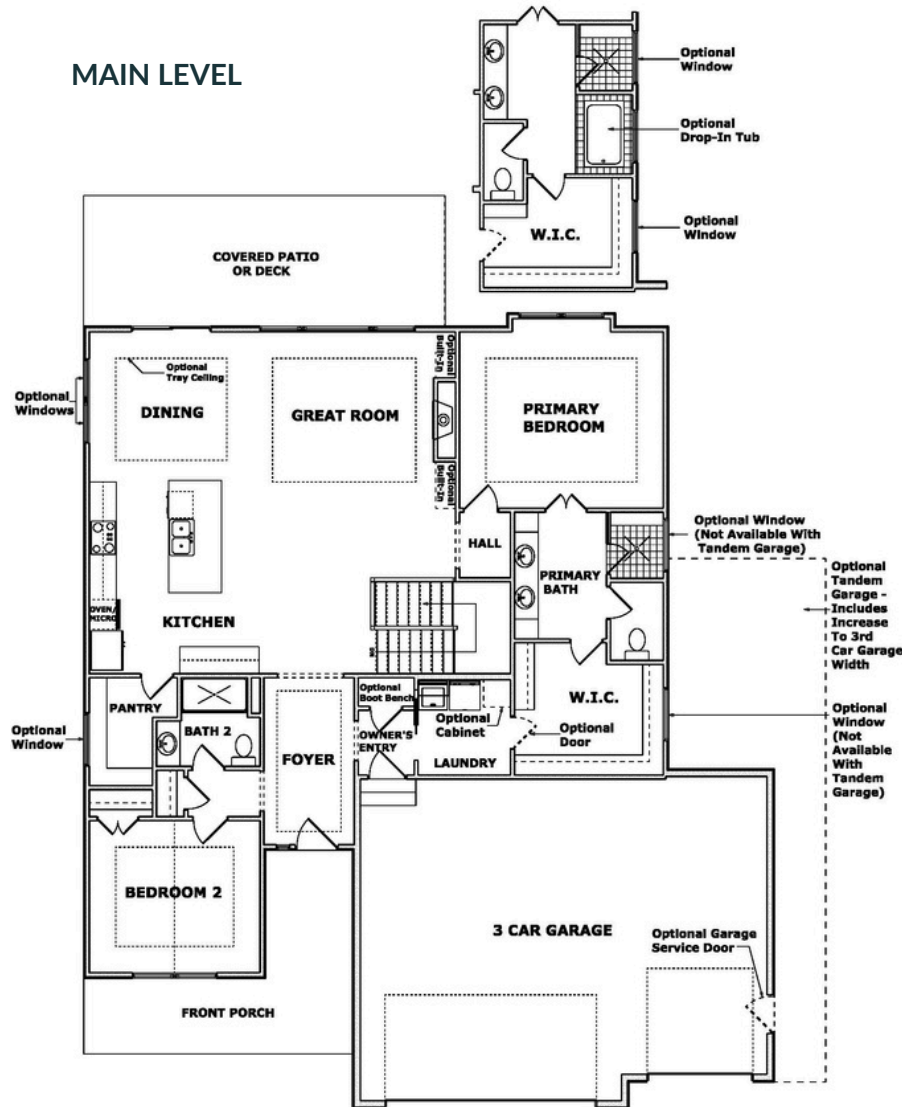 MAIN LEVEL
Optional
Window
Optional
Drop-In Tub
Optional
Window
W.I.C.
COVERED PATIO
OR DECK
Optional
Tray Ceiling
Optional
Windows
DINING
GREAT ROOM
Optional
Built-In
Optional
Built-In
PRIMARY
BEDROOM
HALL
PRIMARY
BATH
Optional Window
(Not Available With
Tandem Garage)
Optional
Tandem
Garage -
Includes
Increase
To 3rd
Car Garage
Width
OVEN/
MICRO
KITCHEN
DN
PANTRY
BATH 2
Optional
Window
FOYER
Optional
Boot Bench
OWNER'S
ENTRY
Optional
Cabinet
LAUNDRY
Optional
Door
W.I.C.
Optional
Window
(Not
Available
With
Tandem
Garage)
BEDROOM 2
3 CAR GARAGE
Optional Garage
Service Door
FRONT PORCH